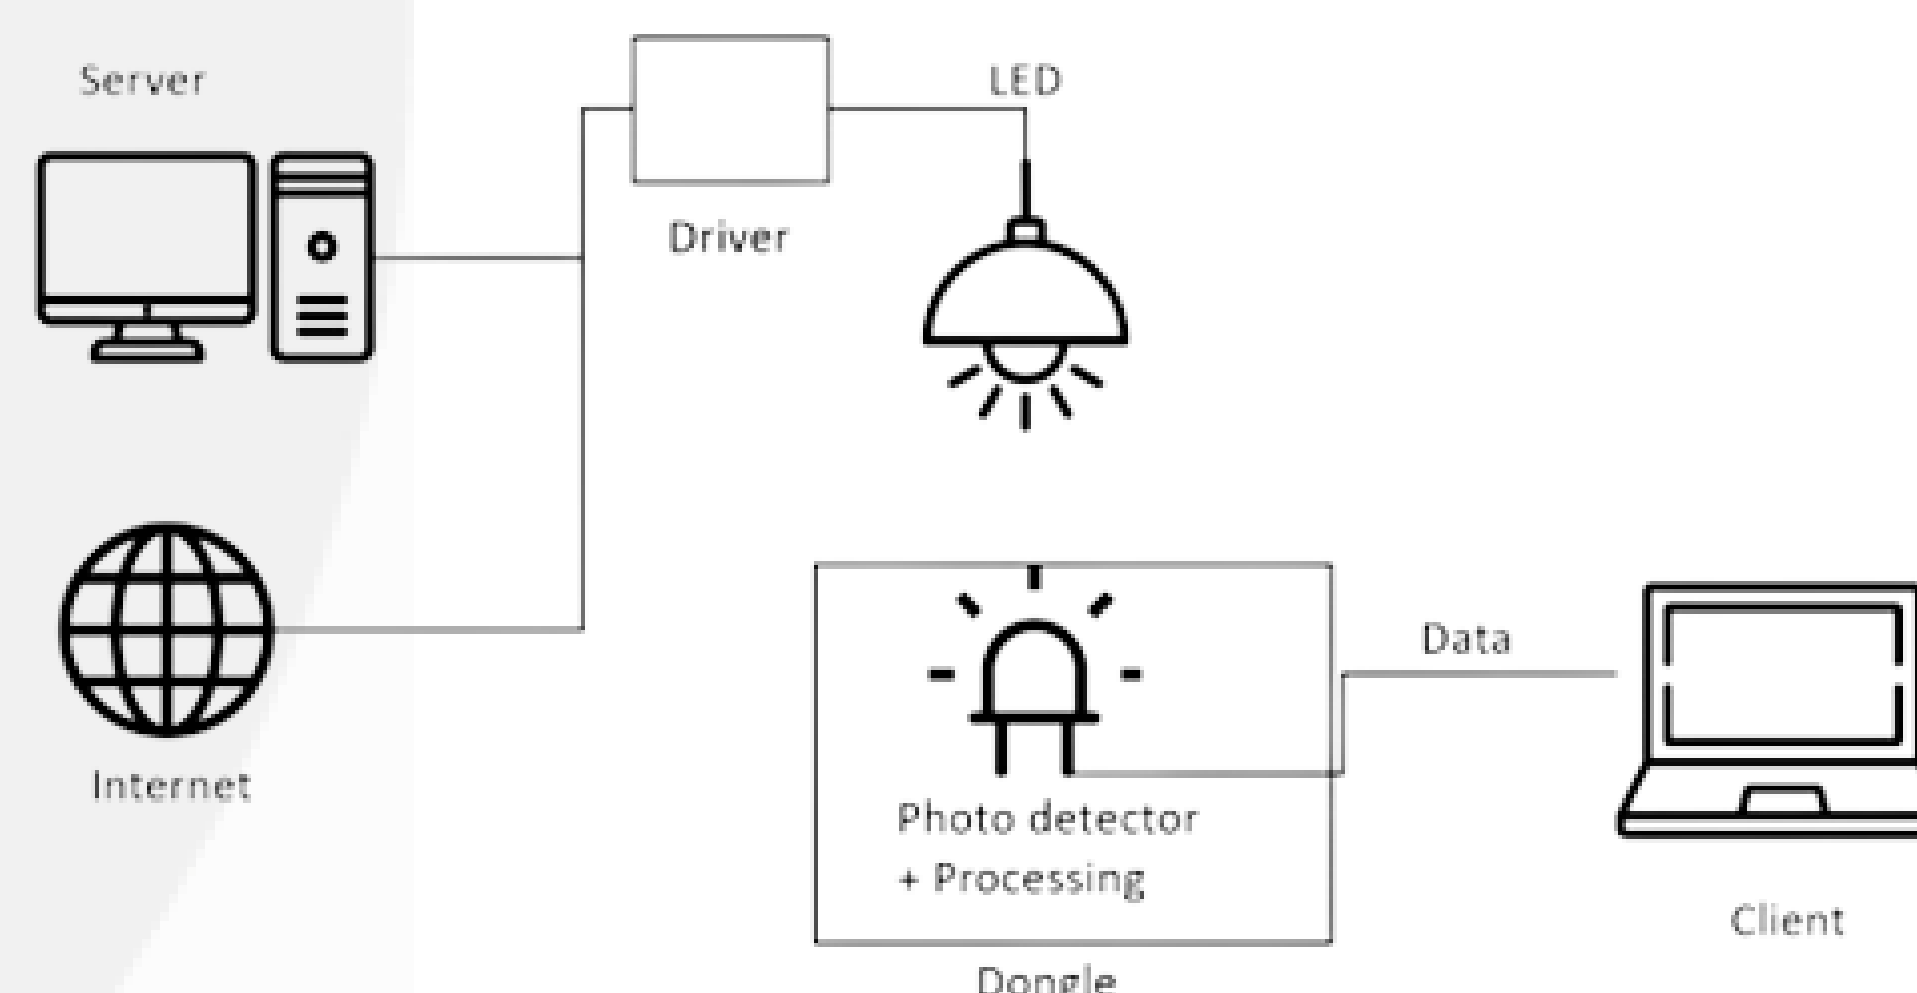 Server
LED
Driver
Internet
Data
Photo detector
+ Processing
Client
Dongle